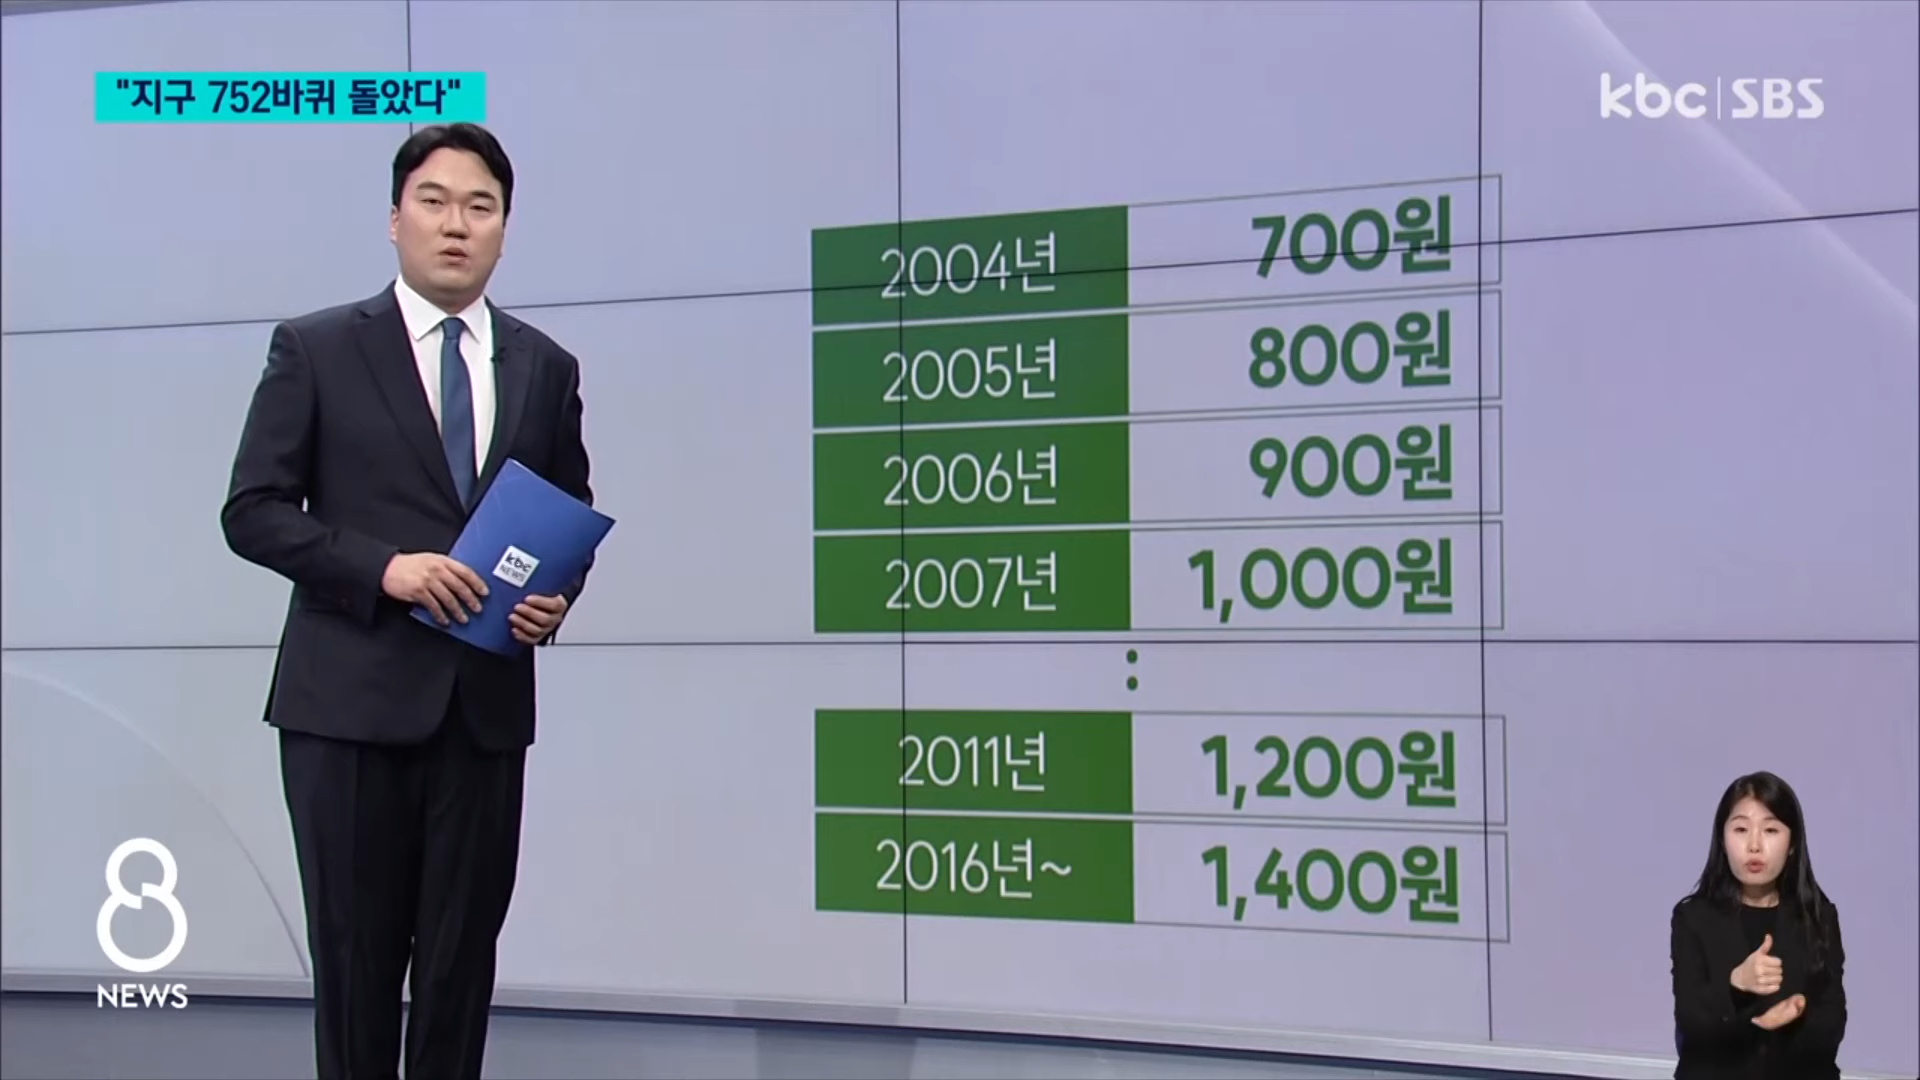 "지구 752바퀴 돌았다"
kbc | SBS
2004년 700원
2005년 800원
2006년 900원
2007년 1,000원
:
2011년 1,200원
2016년~ 1,400원
kbc
NEWS
8
NEWS